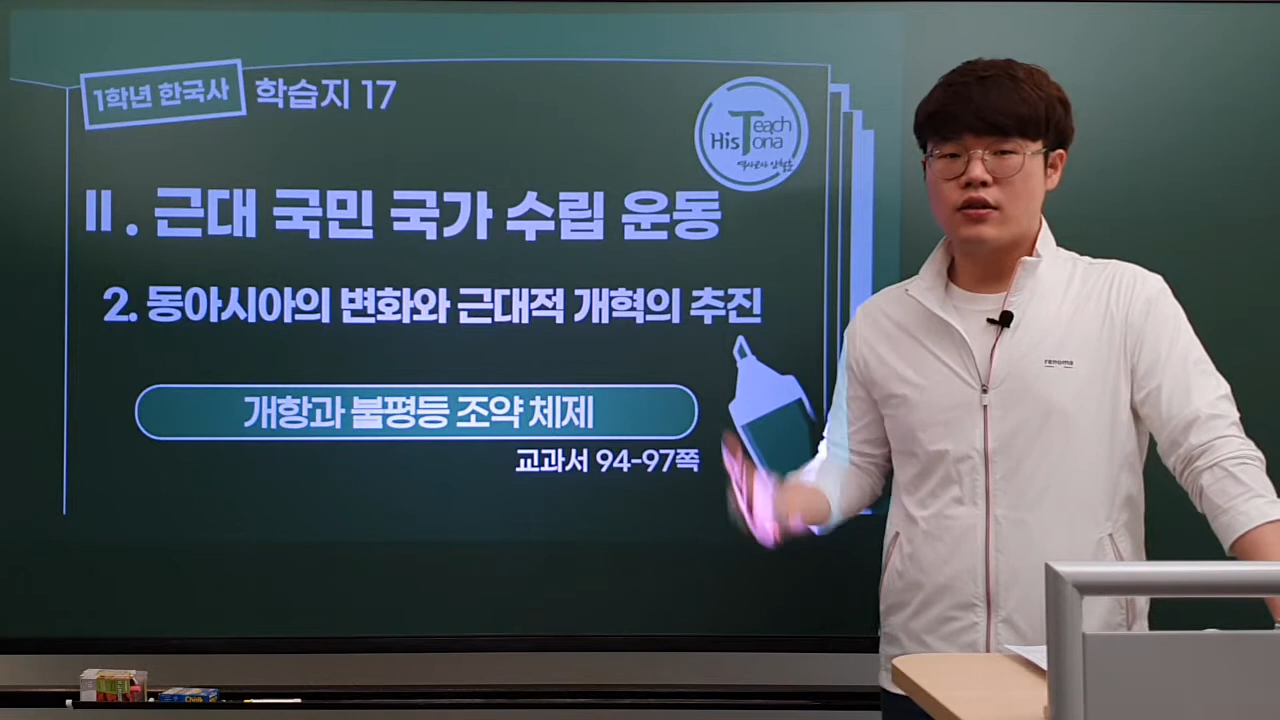 1학년 한국사 학습지 17
Teach
HisToria
Ⅱ. 근대 국민 국가 수립 운동
2. 동아시아의 변화와 근대적 개혁의 추진
개항과 불평등 조약 체제
교과서 94-97쪽
renoma